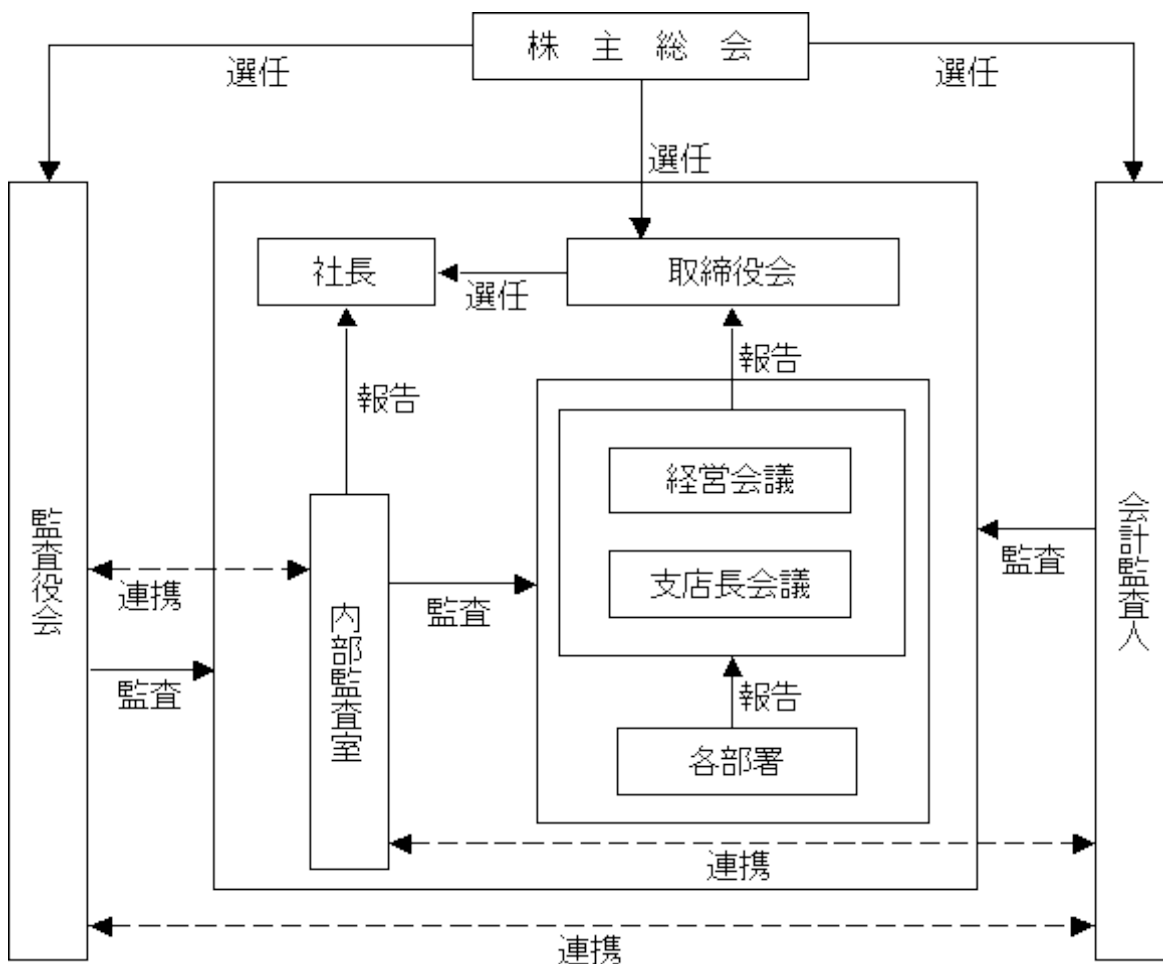 株主総会
選任
選任
選任
社長
取締役会
選任
報告
報告
経営会議
支店長会議
監査役会
会計監査人
監査
連携
内部監査室
監査
監査
報告
各部署
連携
連携